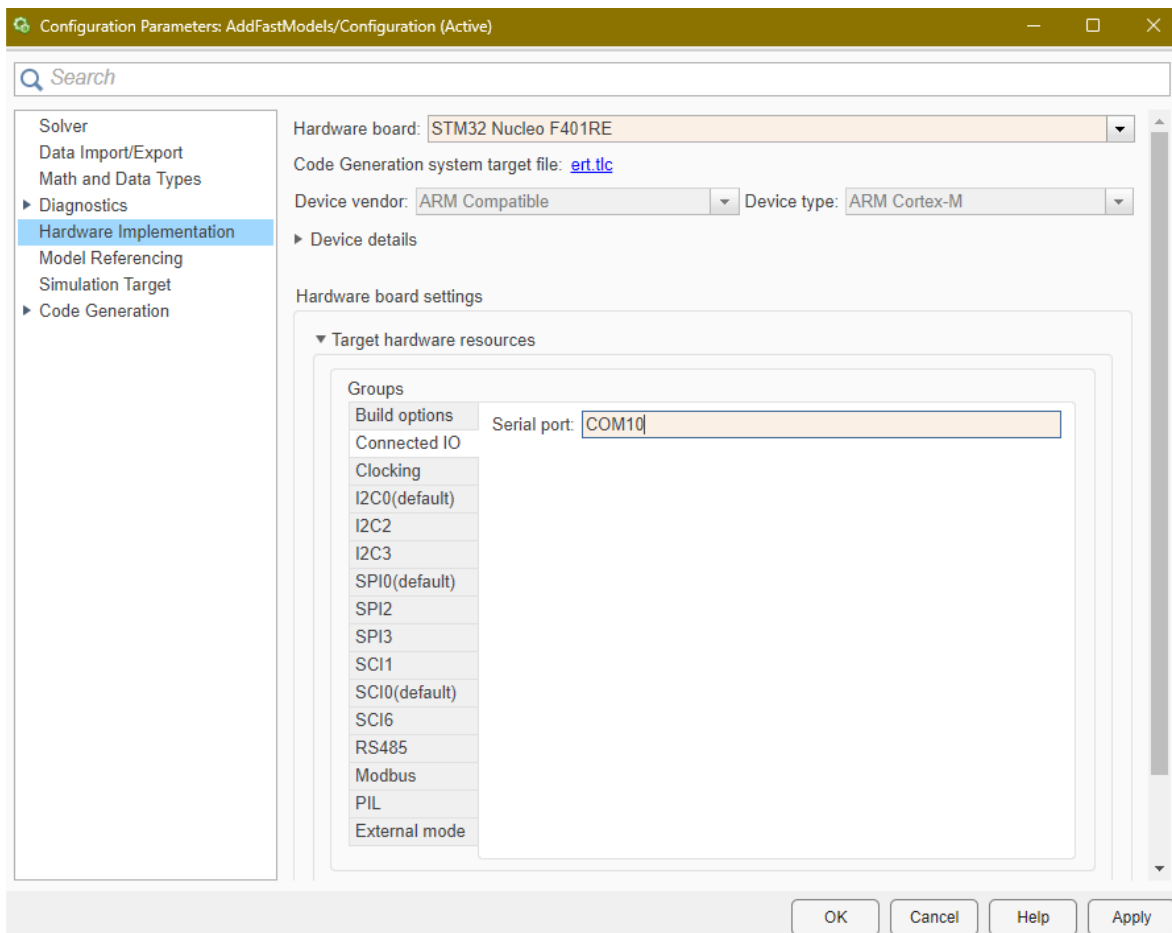 Configuration Parameters: AddFastModels/Configuration (Active)
Search
Solver
Data Import/Export
Math and Data Types
Diagnostics
Hardware Implementation
Model Referencing
Simulation Target
Code Generation
Hardware board: STM32 Nucleo F401RE
Code Generation system target file: ert.tlc
Device vendor: ARM Compatible Device type: ARM Cortex-M
Device details
Hardware board settings
Target hardware resources
Groups
Build options
Connected IO
Clocking
I2C0(default)
I2C2
I2C3
SPI0(default)
SPI2
SPI3
SCI1
SCI0(default)
SCI6
RS485
Modbus
PIL
External mode
Serial port: COM10
OK Cancel Help Apply